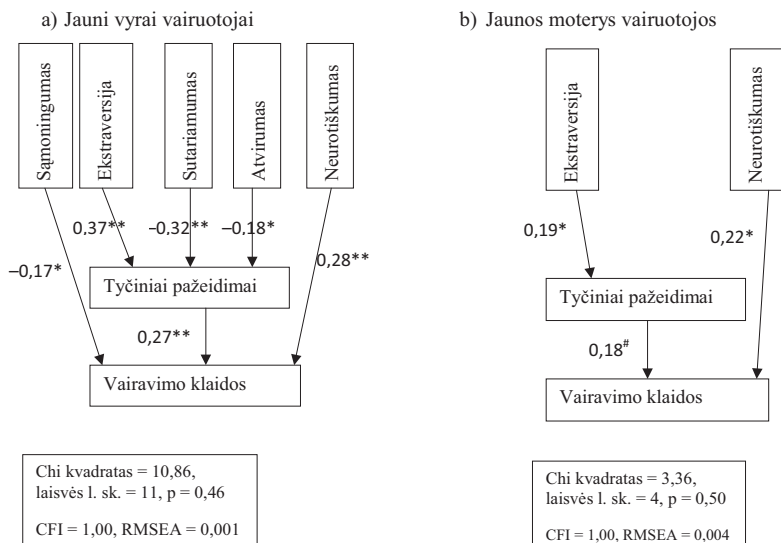 a) Jauni vyrai vairuotojai
Sąmoningumas
Ekstraversija
Sutariamumas
Atvirumas
Neurotiškumas
0,37**
–0,32**
–0,18*
–0,17*
0,28**
Tyčiniai pažeidimai
0,27**
Vairavimo klaidos
Chi kvadratas = 10,86,
laisvės l. sk. = 11, p = 0,46
CFI = 1,00, RMSEA = 0,001
b) Jaunos moterys vairuotojos
Ekstraversija
Neurotiškumas
0,19*
0,22*
Tyčiniai pažeidimai
0,18#
Vairavimo klaidos
Chi kvadratas = 3,36,
laisvės l. sk. = 4, p = 0,50
CFI = 1,00, RMSEA = 0,004